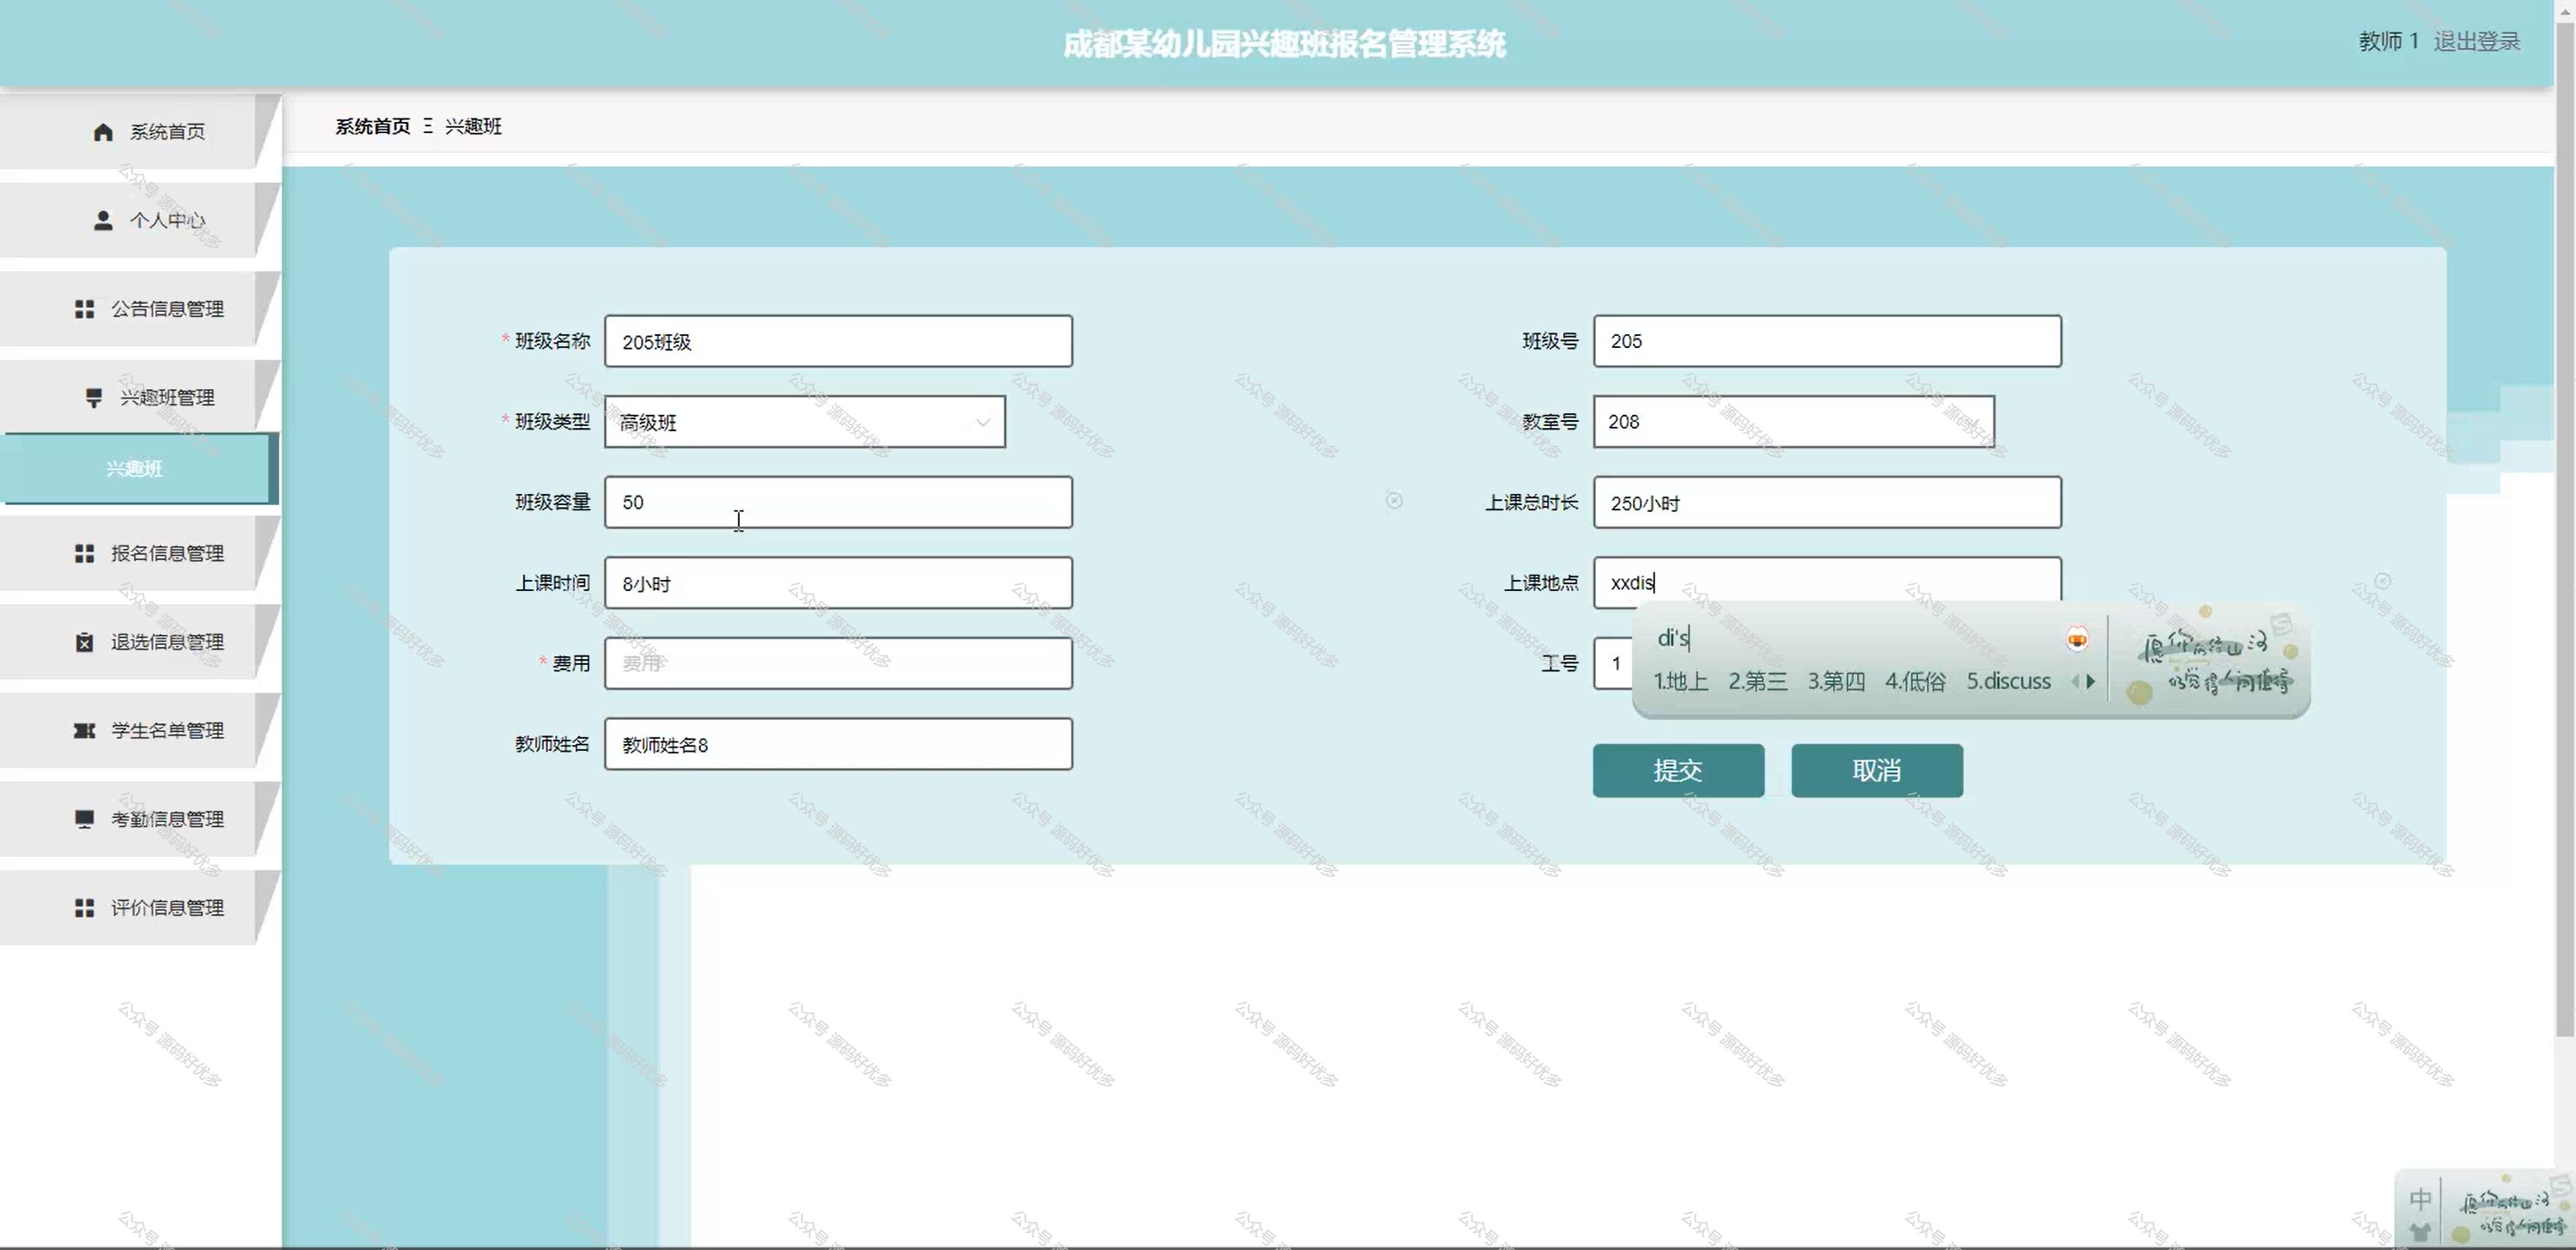 成都某幼儿园兴趣班报名管理系统
教师 1 退出登录
系统首页
个人中心
公告信息管理
兴趣班管理
兴趣班
报名信息管理
退选信息管理
学生名单管理
考勤信息管理
评价信息管理
系统首页 Ξ 兴趣班
* 班级名称 205班级
班级号 205
* 班级类型 高级班
教室号 208
班级容量 50
上课总时长 250小时
上课时间 8小时
上课地点 xxdis
* 费用 费用
工号 1
di's
1.地上 2.第三 3.第四 4.低俗 5.discuss
教师姓名 教师姓名8
提交 取消
中
公众号 源码好优多